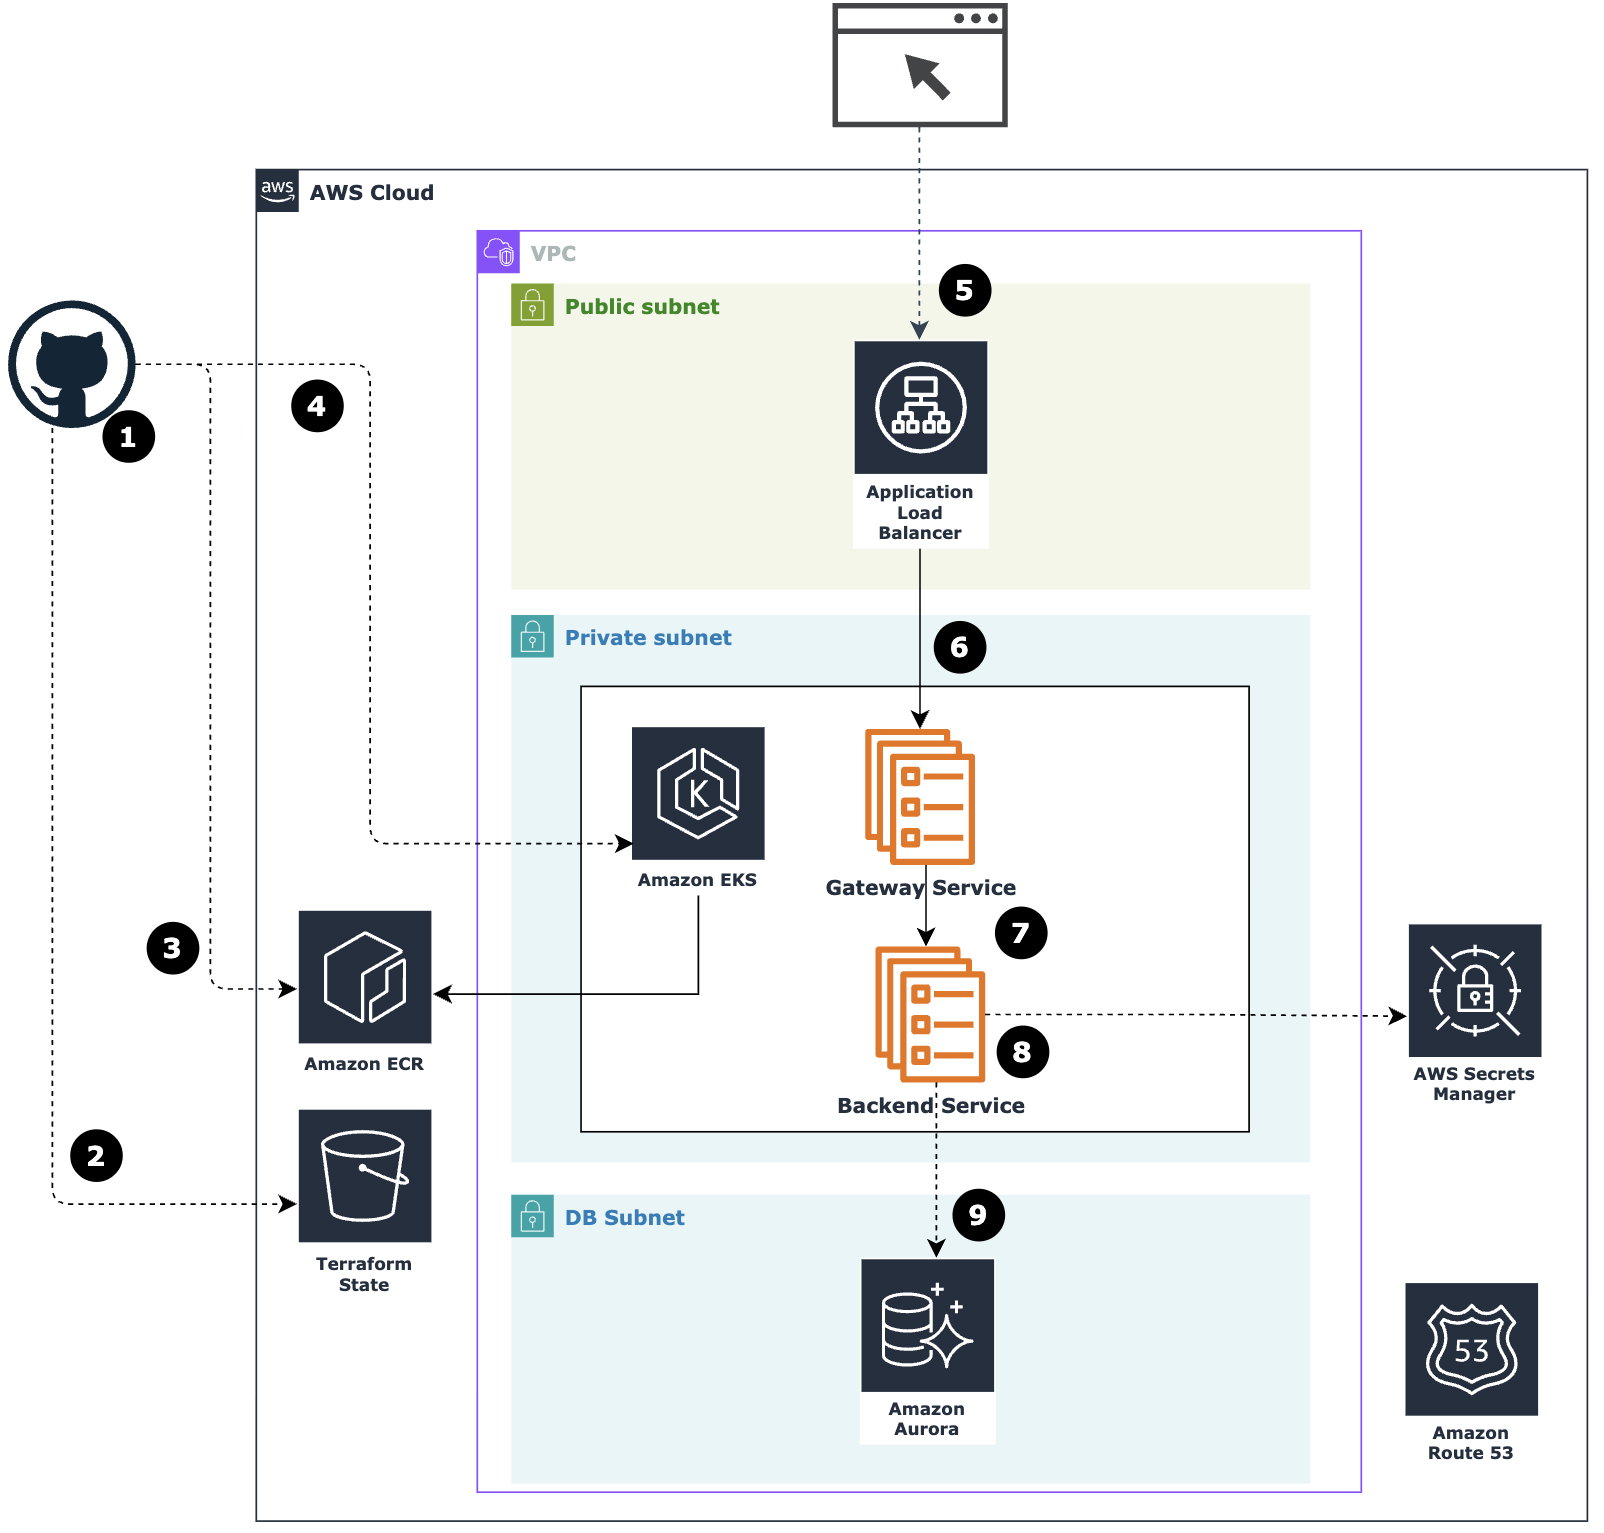 aws
AWS Cloud
VPC
5
Public subnet
4
1
Application
Load
Balancer
6
Private subnet
K
Amazon EKS
Gateway Service
7
3
8
Amazon ECR
AWS Secrets
Manager
Backend Service
2
9
DB Subnet
Terraform
State
53
Amazon
Aurora
Amazon
Route 53